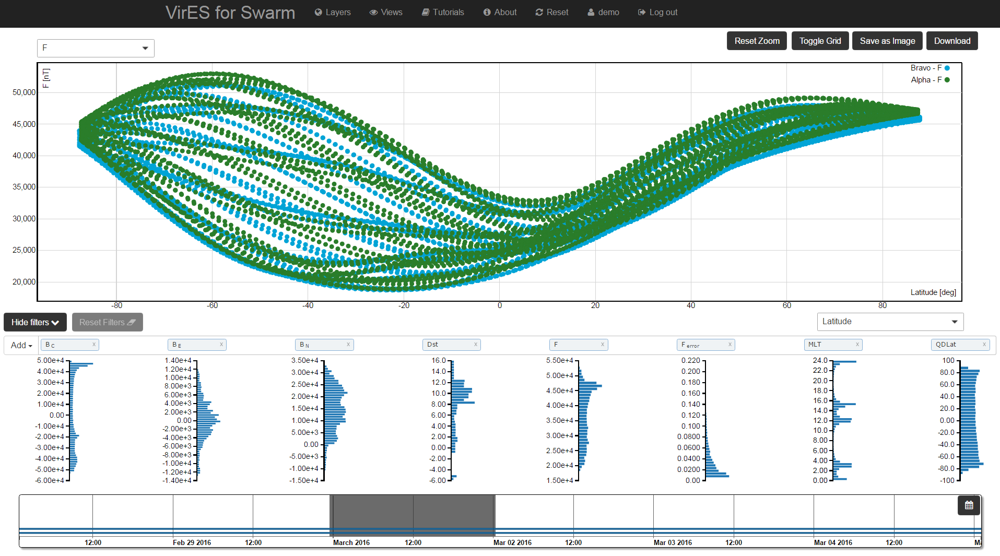 VirES for Swarm Layers Views Tutorials About Reset demo Log out
F
Reset Zoom Toggle Grid Save as Image Download
F [nT]
Bravo - F
Alpha - F
50,000
45,000
40,000
35,000
30,000
25,000
20,000
Latitude [deg]
-80 -60 -40 -20 0 20 40 60 80
Hide filters Reset Filters
Latitude
Add
B C x
B E x
B N x
Dst x
F x
F error x
MLT x
QDLat x
5.00e+4
4.00e+4
3.00e+4
2.00e+4
1.00e+4
0.00
-1.00e+4
-2.00e+4
-3.00e+4
-4.00e+4
-5.00e+4
-6.00e+4
1.40e+4
1.20e+4
1.00e+4
8.00e+3
6.00e+3
4.00e+3
2.00e+3
0.00
-2.00e+3
-4.00e+3
-6.00e+3
-8.00e+3
-1.00e+4
-1.20e+4
-1.40e+4
3.50e+4
3.00e+4
2.50e+4
2.00e+4
1.50e+4
1.00e+4
5.00e+3
0.00
-5.00e+3
-1.00e+4
-1.50e+4
16.0
14.0
12.0
10.0
8.00
6.00
4.00
2.00
0.00
-2.00
-4.00
-6.00
5.50e+4
5.00e+4
4.50e+4
4.00e+4
3.50e+4
3.00e+4
2.50e+4
2.00e+4
1.50e+4
0.220
0.200
0.180
0.160
0.140
0.120
0.100
0.0800
0.0600
0.0400
0.0200
0.00
24.0
22.0
20.0
18.0
16.0
14.0
12.0
10.0
8.00
6.00
4.00
2.00
0.00
100
80.0
60.0
40.0
20.0
0.00
-20.0
-40.0
-60.0
-80.0
-100
12:00 Feb 29 2016 12:00 March 2016 12:00 Mar 02 2016 12:00 Mar 03 2016 12:00 Mar 04 2016 12:00